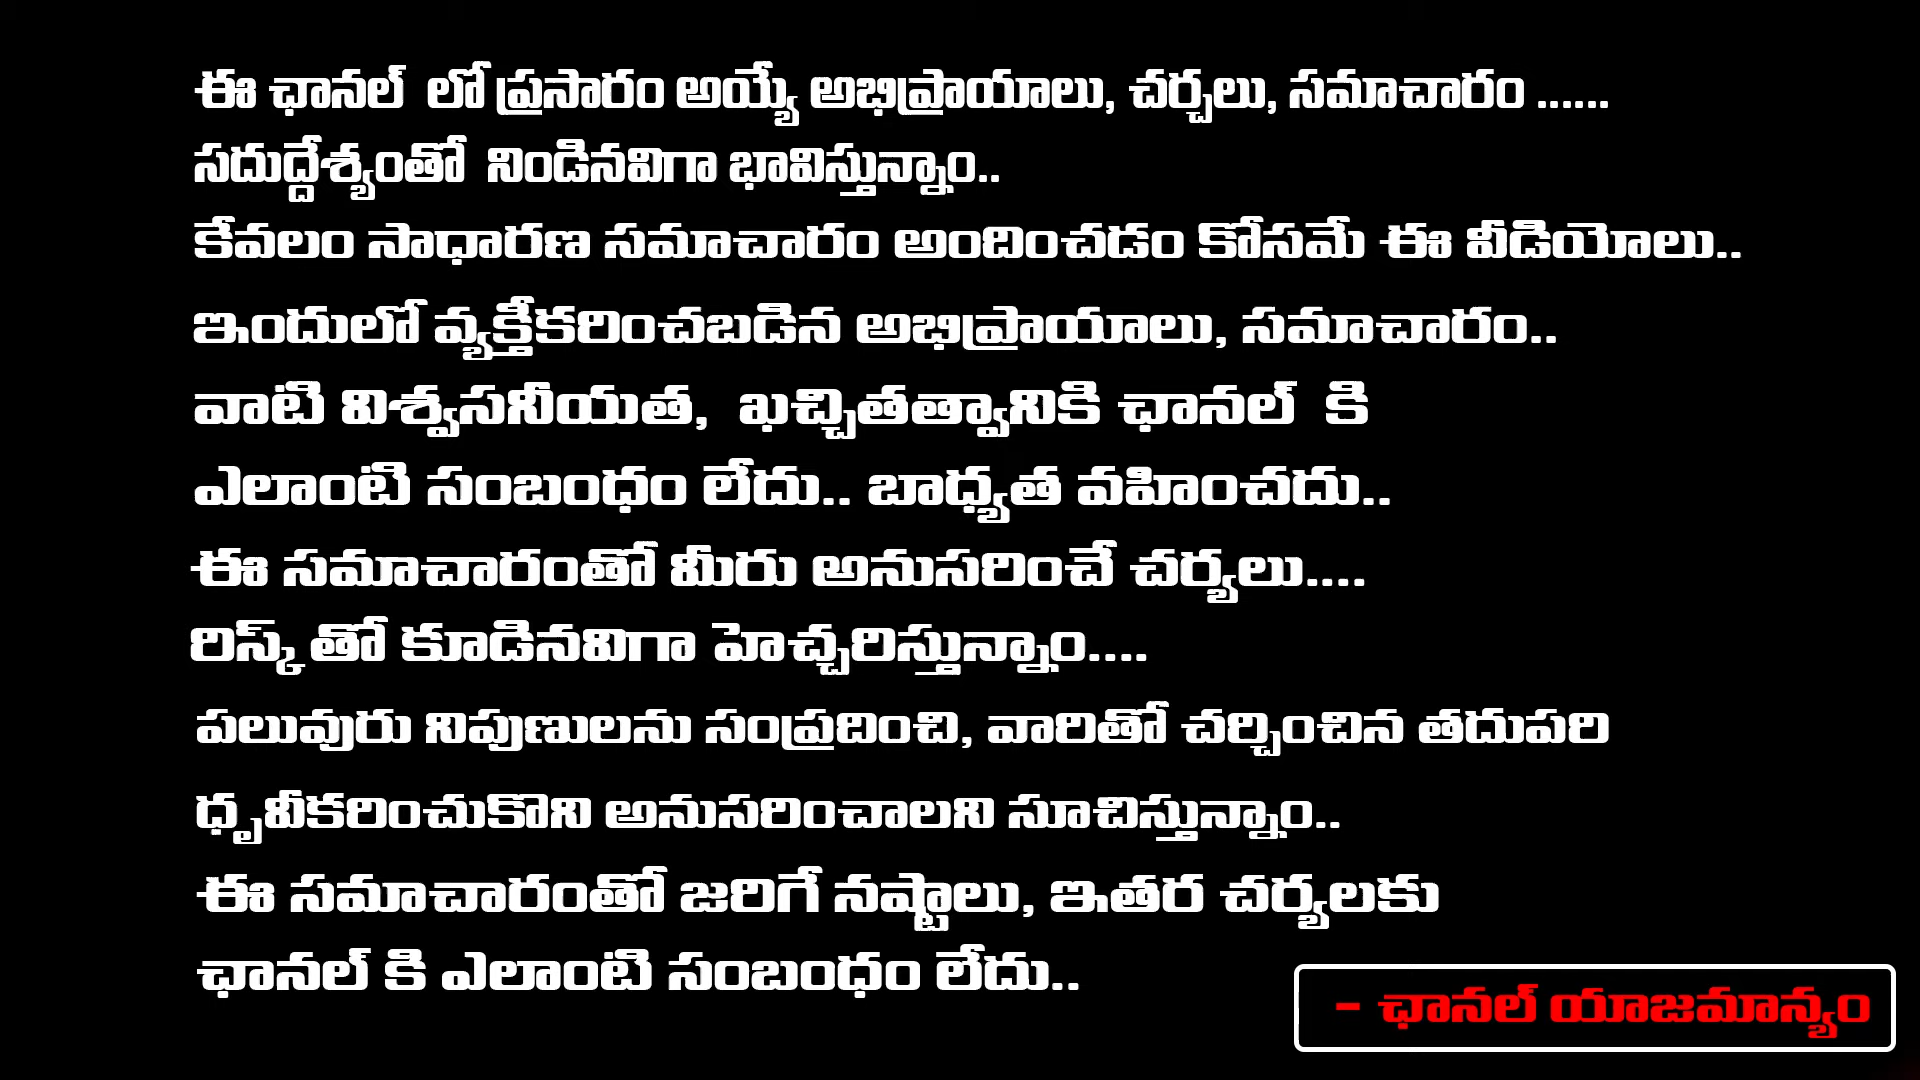 ఈ ఛానల్ లో ప్రసారం అయ్యే అభిప్రాయాలు, చర్చలు, సమాచారం ......
సదుద్దేశ్యంతో నిండినవిగా భావిస్తున్నాం..
కేవలం సాధారణ సమాచారం అందించడం కోసమే ఈ వీడియోలు..
ఇందులో వ్యక్తీకరించబడిన అభిప్రాయాలు, సమాచారం..
వాటి విశ్వసనీయత, ఖచ్చితత్వానికి ఛానల్ కి
ఎలాంటి సంబంధం లేదు.. బాధ్యత వహించదు..
ఈ సమాచారంతో మీరు అనుసరించే చర్యలు....
రిస్క్ తో కూడినవిగా హెచ్చరిస్తున్నాం....
పలువురు నిపుణులను సంప్రదించి, వారితో చర్చించిన తదుపరి
ధృవీకరించుకొని అనుసరించాలని సూచిస్తున్నాం..
ఈ సమాచారంతో జరిగే నష్టాలు, ఇతర చర్యలకు
ఛానల్ కి ఎలాంటి సంబంధం లేదు..
- ఛానల్ యాజమాన్యం